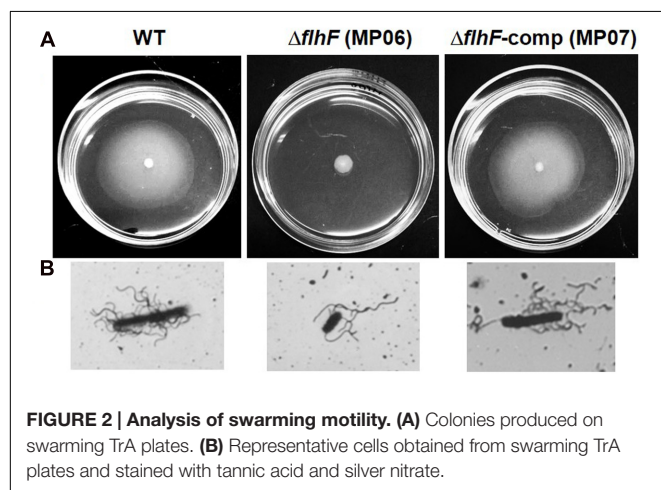 A
WT
ΔflhF (MP06)
ΔflhF-comp (MP07)
B
FIGURE 2 | Analysis of swarming motility. (A) Colonies produced on
swarming TrA plates. (B) Representative cells obtained from swarming TrA
plates and stained with tannic acid and silver nitrate.